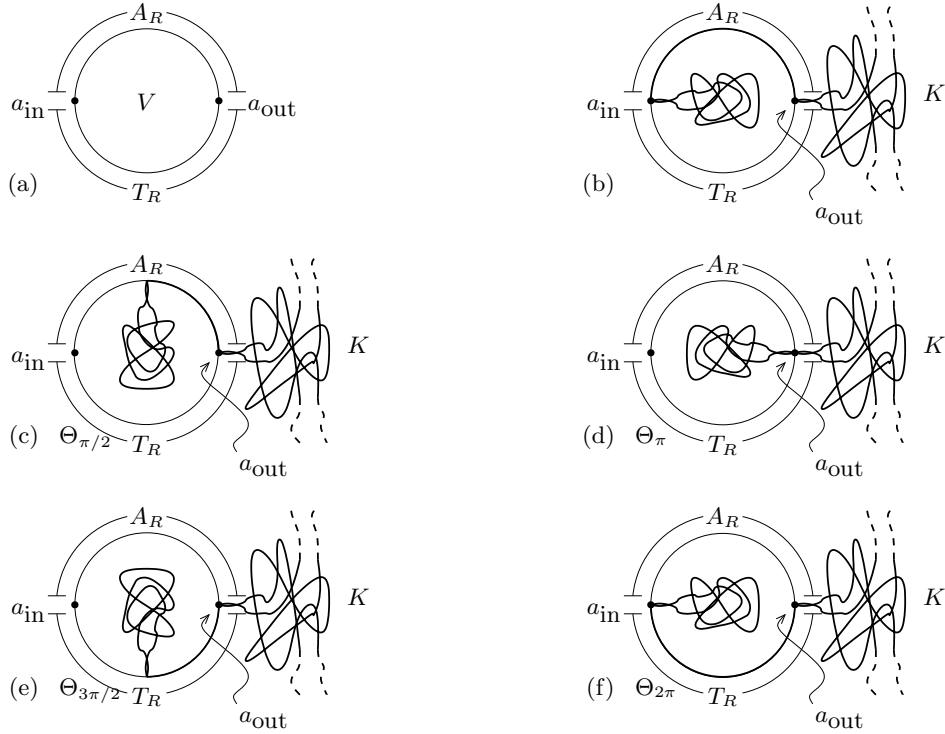 A_R
a_in V a_out
(a) T_R
A_R
a_in K
(b) T_R
a_out
A_R
a_in K
(c) Θ_{π/2} T_R
a_out
A_R
a_in K
(d) Θ_π T_R
a_out
A_R
a_in K
(e) Θ_{3π/2} T_R
a_out
A_R
a_in K
(f) Θ_{2π} T_R
a_out